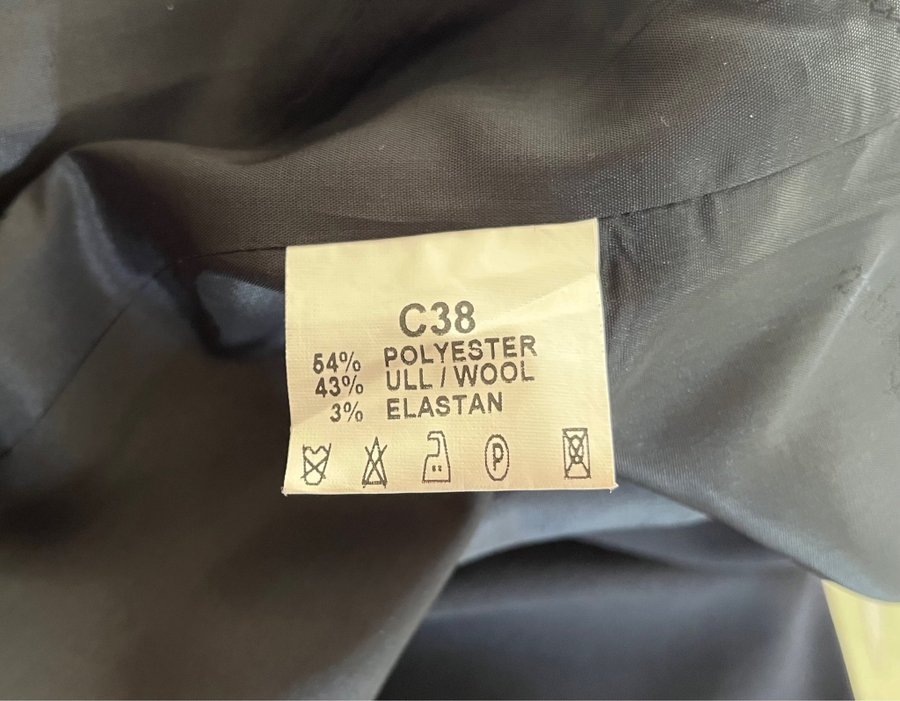 C38
54% POLYESTER
43% ULL / WOOL
3% ELASTAN
P